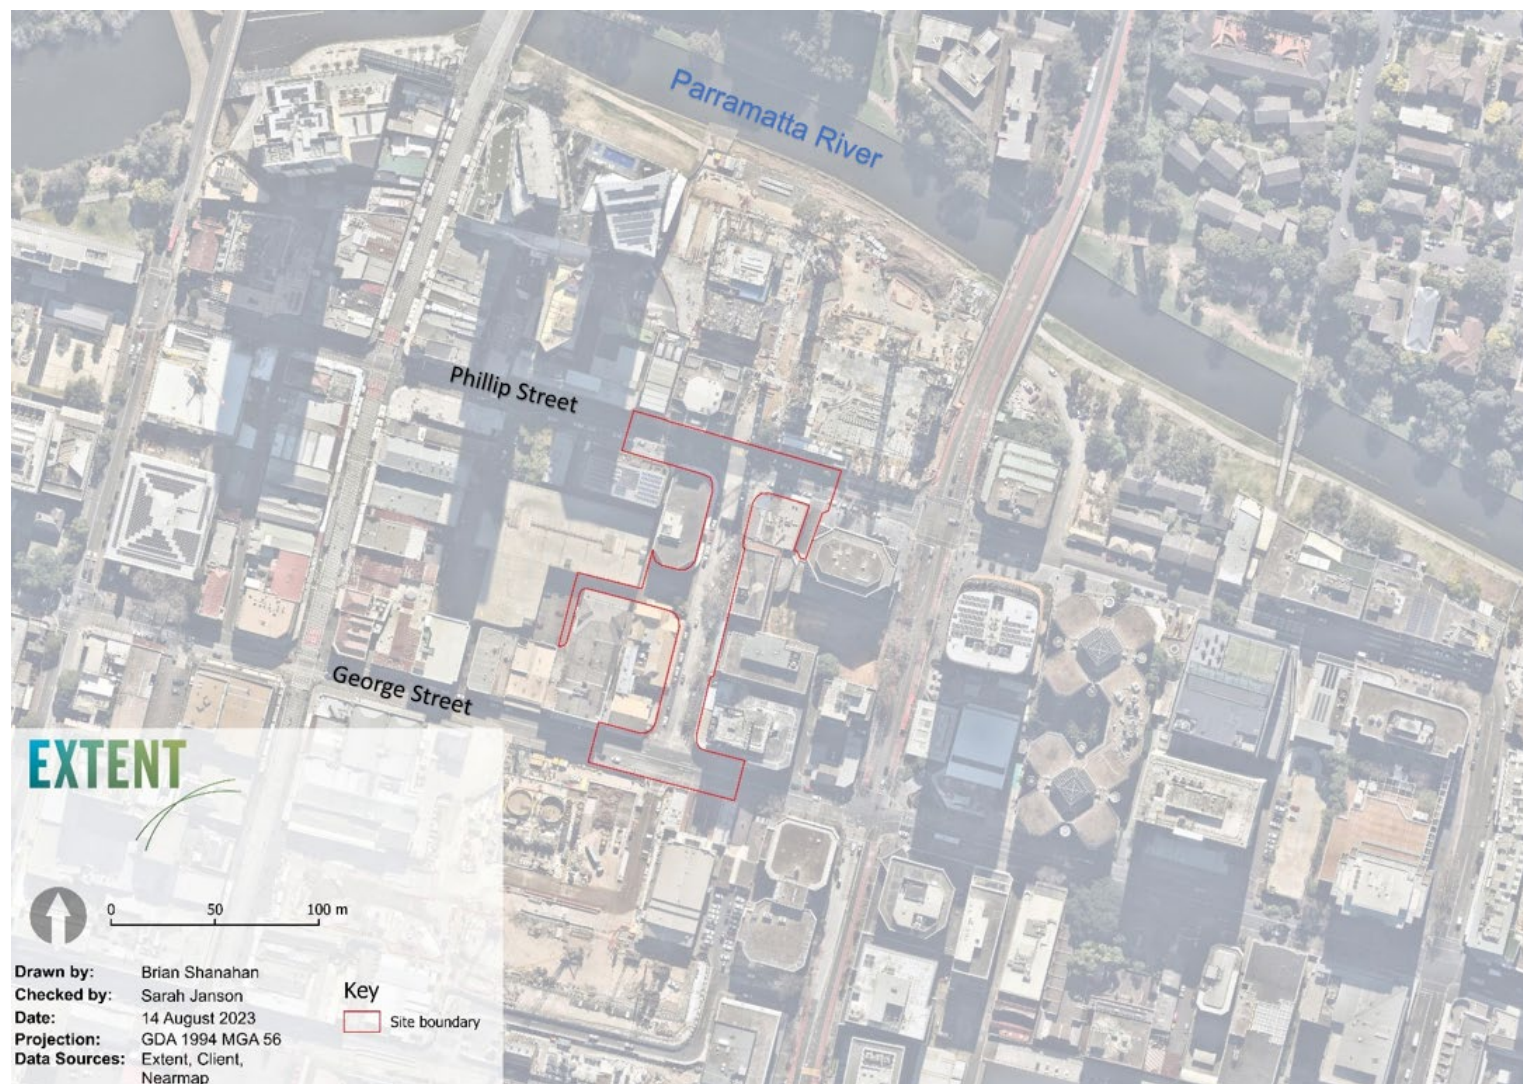 Parramatta River
Phillip Street
George Street
EXTENT
0 50 100 m
Drawn by: Brian Shanahan
Checked by: Sarah Janson
Date: 14 August 2023
Projection: GDA 1994 MGA 56
Data Sources: Extent, Client,
Nearmap
Key
Site boundary